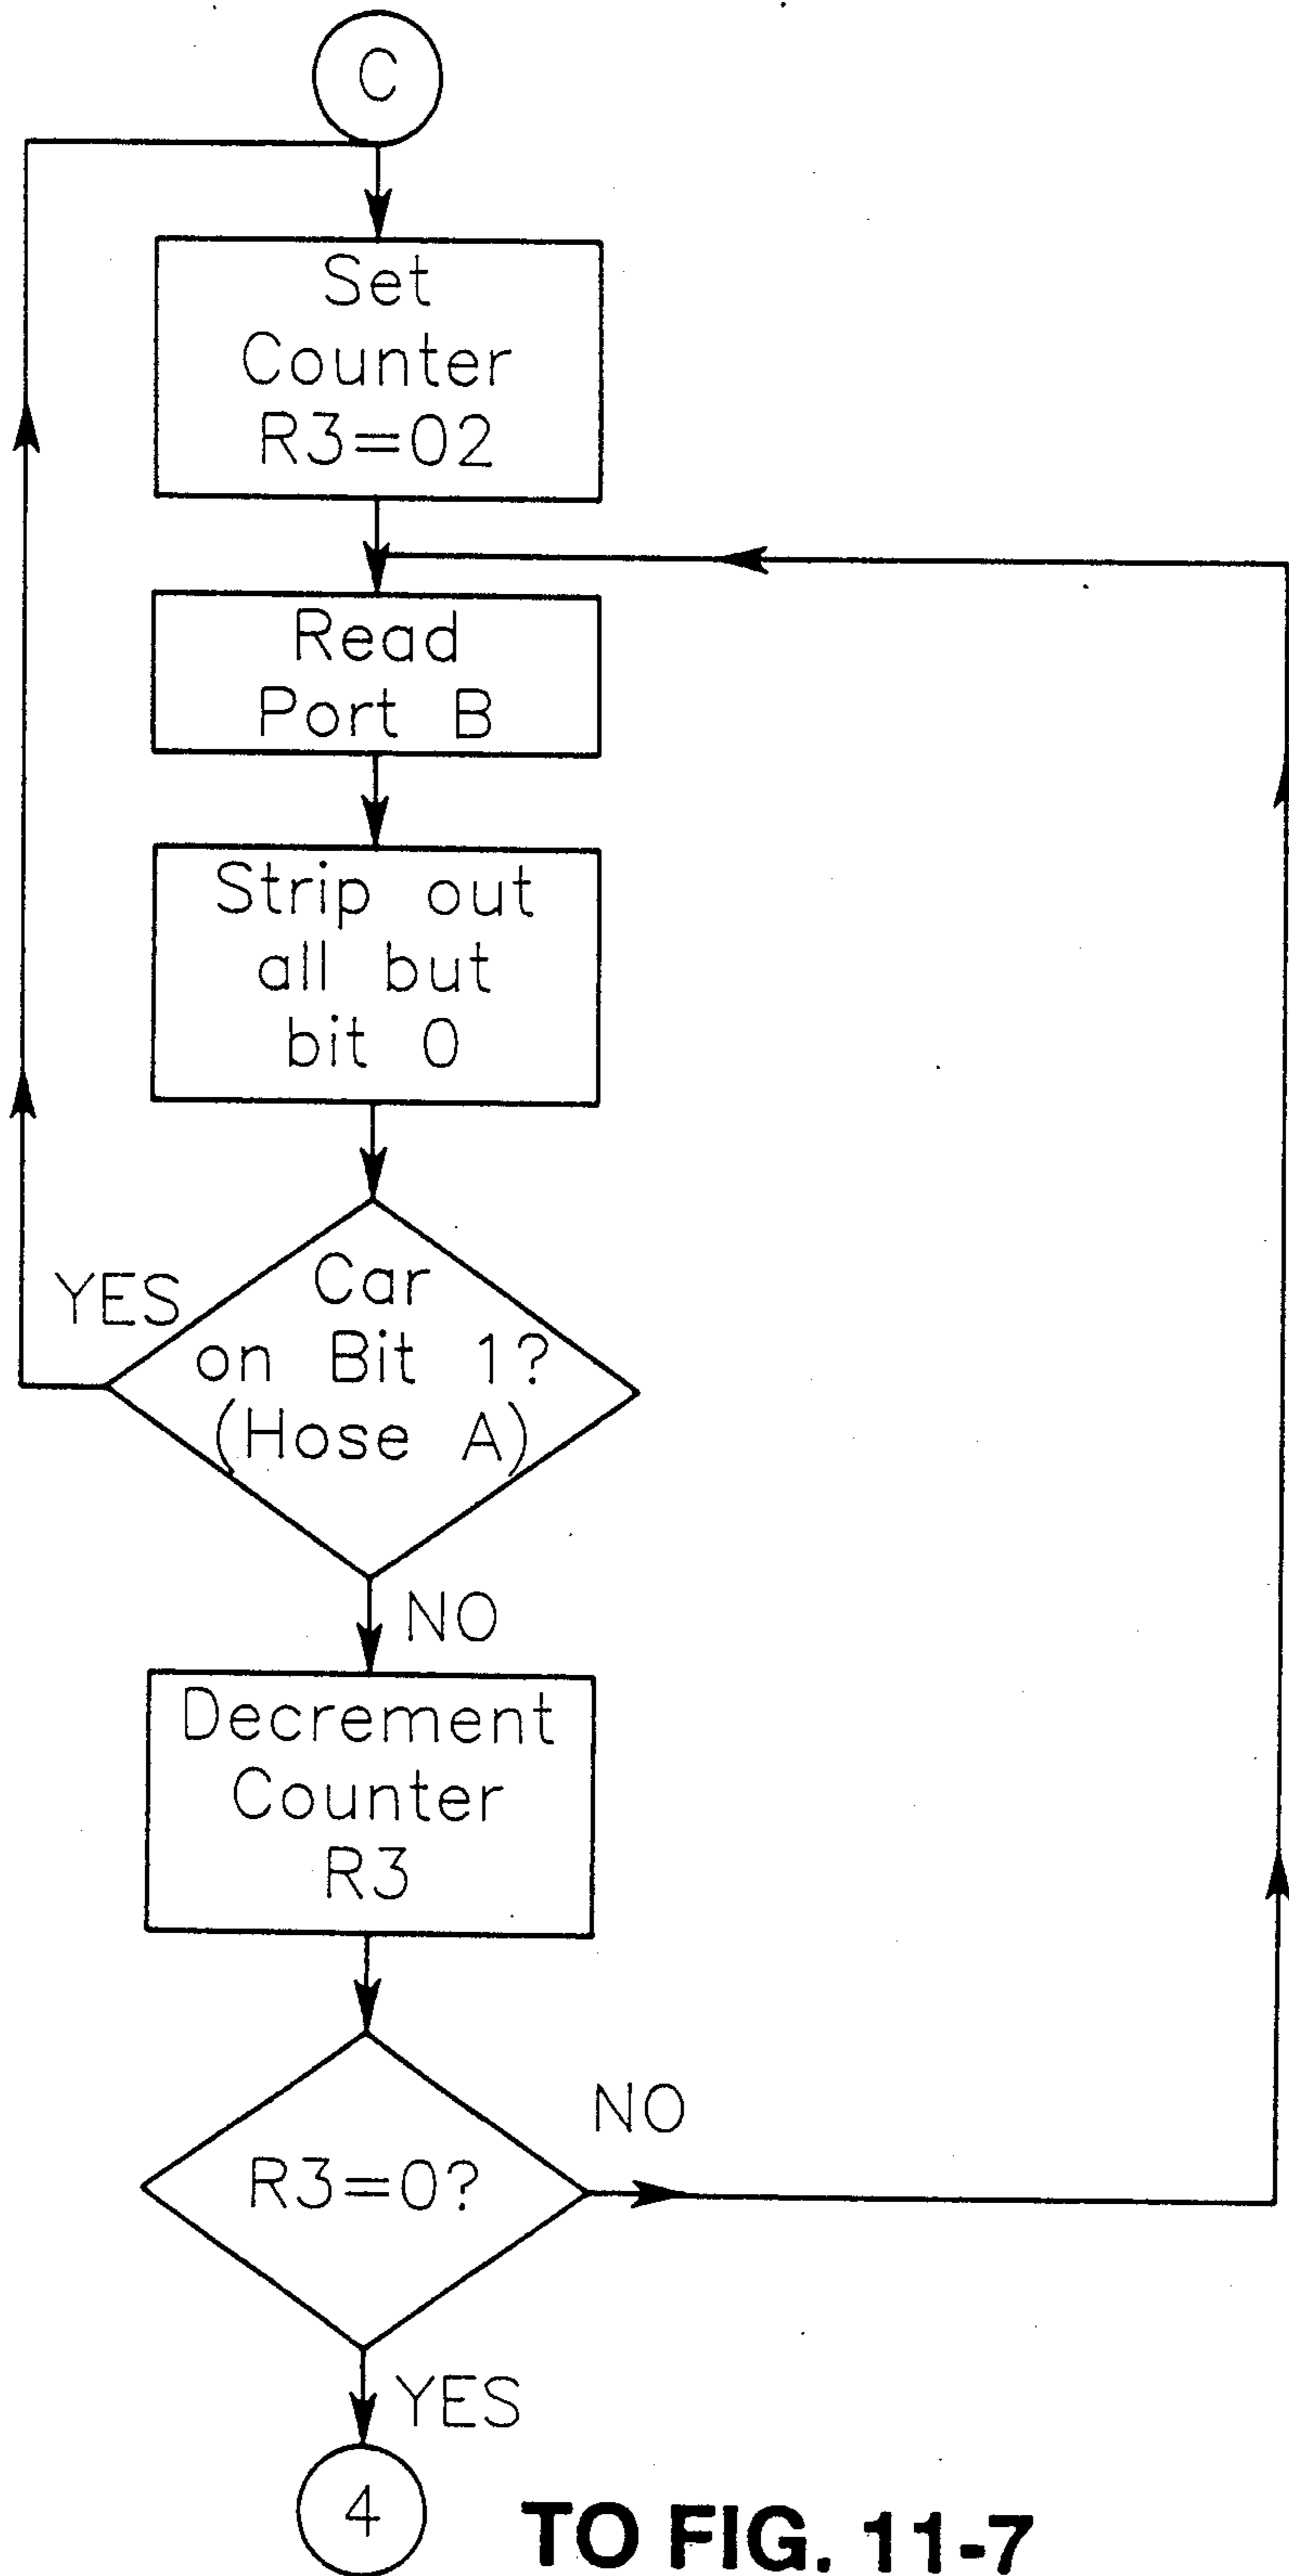 C
Set
Counter
R3=02
Read
Port B
Strip out
all but
bit 0
YES
Car
on Bit 1?
(Hose A)
NO
Decrement
Counter
R3
NO
R3=0?
YES
4
TO FIG. 11-7